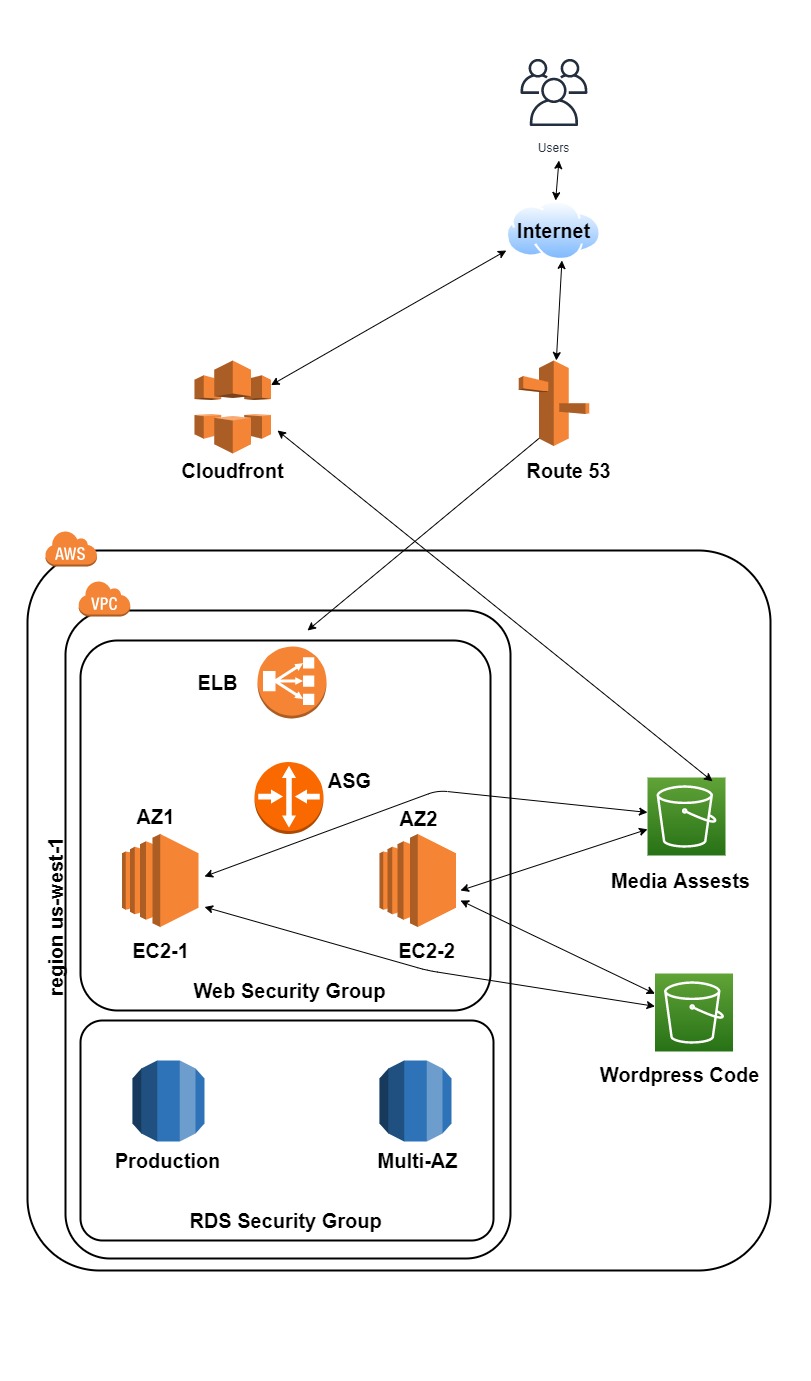 Users
Internet
Cloudfront
Route 53
AWS
VPC
ELB
ASG
AZ1
AZ2
region us-west-1
Media Assests
EC2-1
EC2-2
Web Security Group
Wordpress Code
Production
Multi-AZ
RDS Security Group